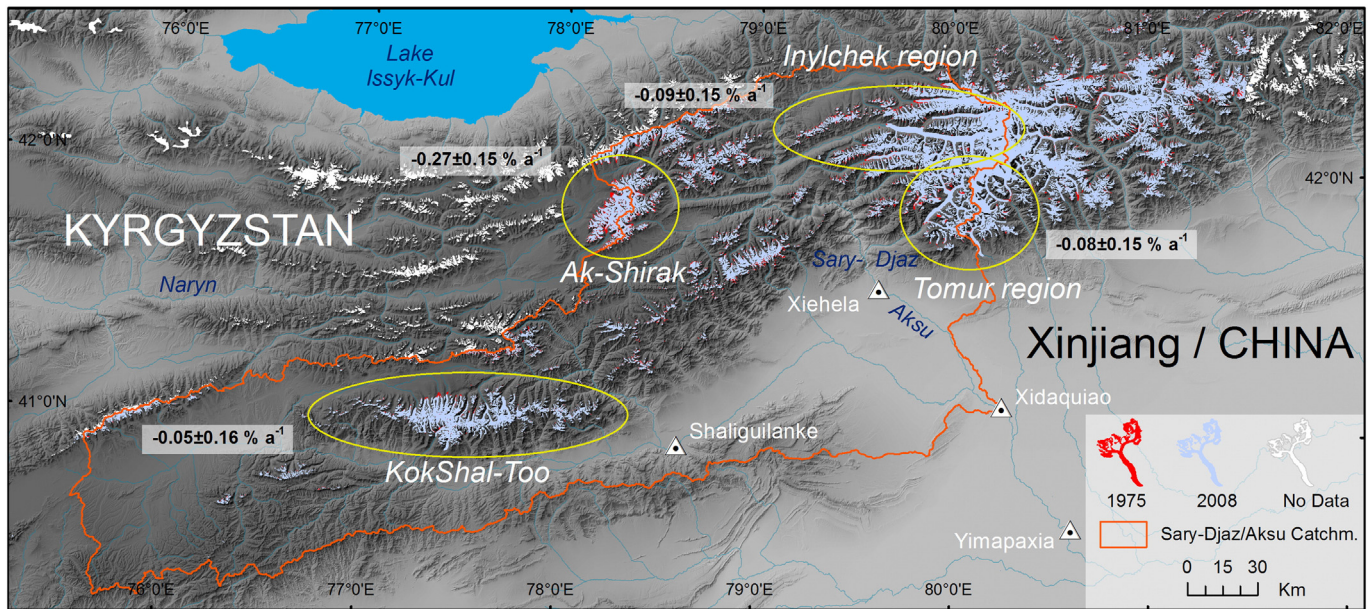 76°0'E
77°0'E
78°0'E
79°0'E
80°0'E
81°0'E
82°0'E
Lake
Issyk-Kul
Inylchek region
-0.09±0.15 % a⁻¹
42°0'N
-0.27±0.15 % a⁻¹
42°0'N
KYRGYZSTAN
-0.08±0.15 % a⁻¹
Ak-Shirak
Sary- Djaz
Naryn
Tomur region
Xiehela
Aksu
Xinjiang / CHINA
41°0'N
Xidaquiao
-0.05±0.16 % a⁻¹
Shaliguilanke
KokShal-Too
1975
2008
No Data
Sary-Djaz/Aksu Catchm.
Yimapaxia
0 15 30
Km
76°0'E
77°0'E
78°0'E
79°0'E
80°0'E